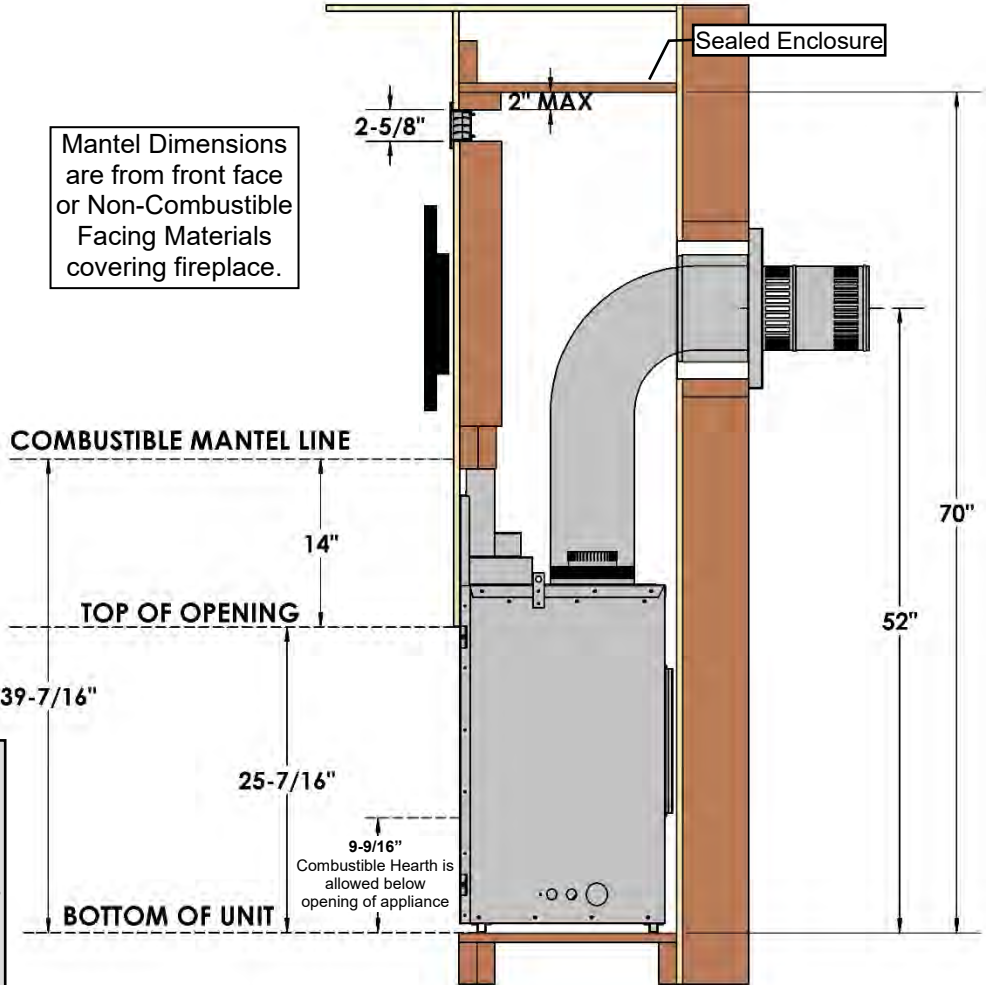 Sealed Enclosure
2" MAX
2-5/8"
Mantel Dimensions
are from front face
or Non-Combustible
Facing Materials
covering fireplace.
COMBUSTIBLE MANTEL LINE
14"
70"
TOP OF OPENING
52"
39-7/16"
25-7/16"
9-9/16"
Combustible Hearth is
allowed below
opening of appliance
BOTTOM OF UNIT